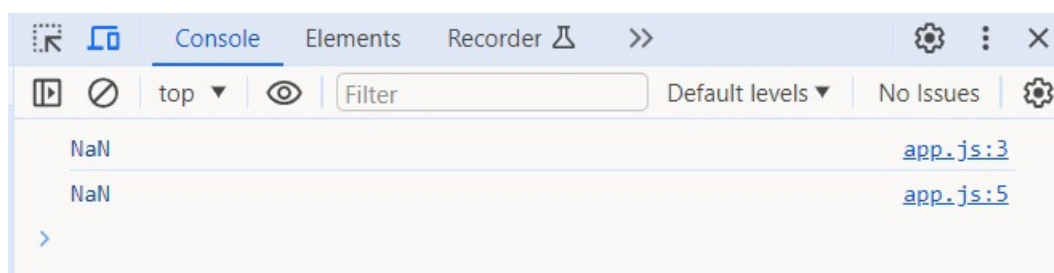 Console Elements Recorder
top Filter Default levels No Issues
NaN app.js:3
NaN app.js:5